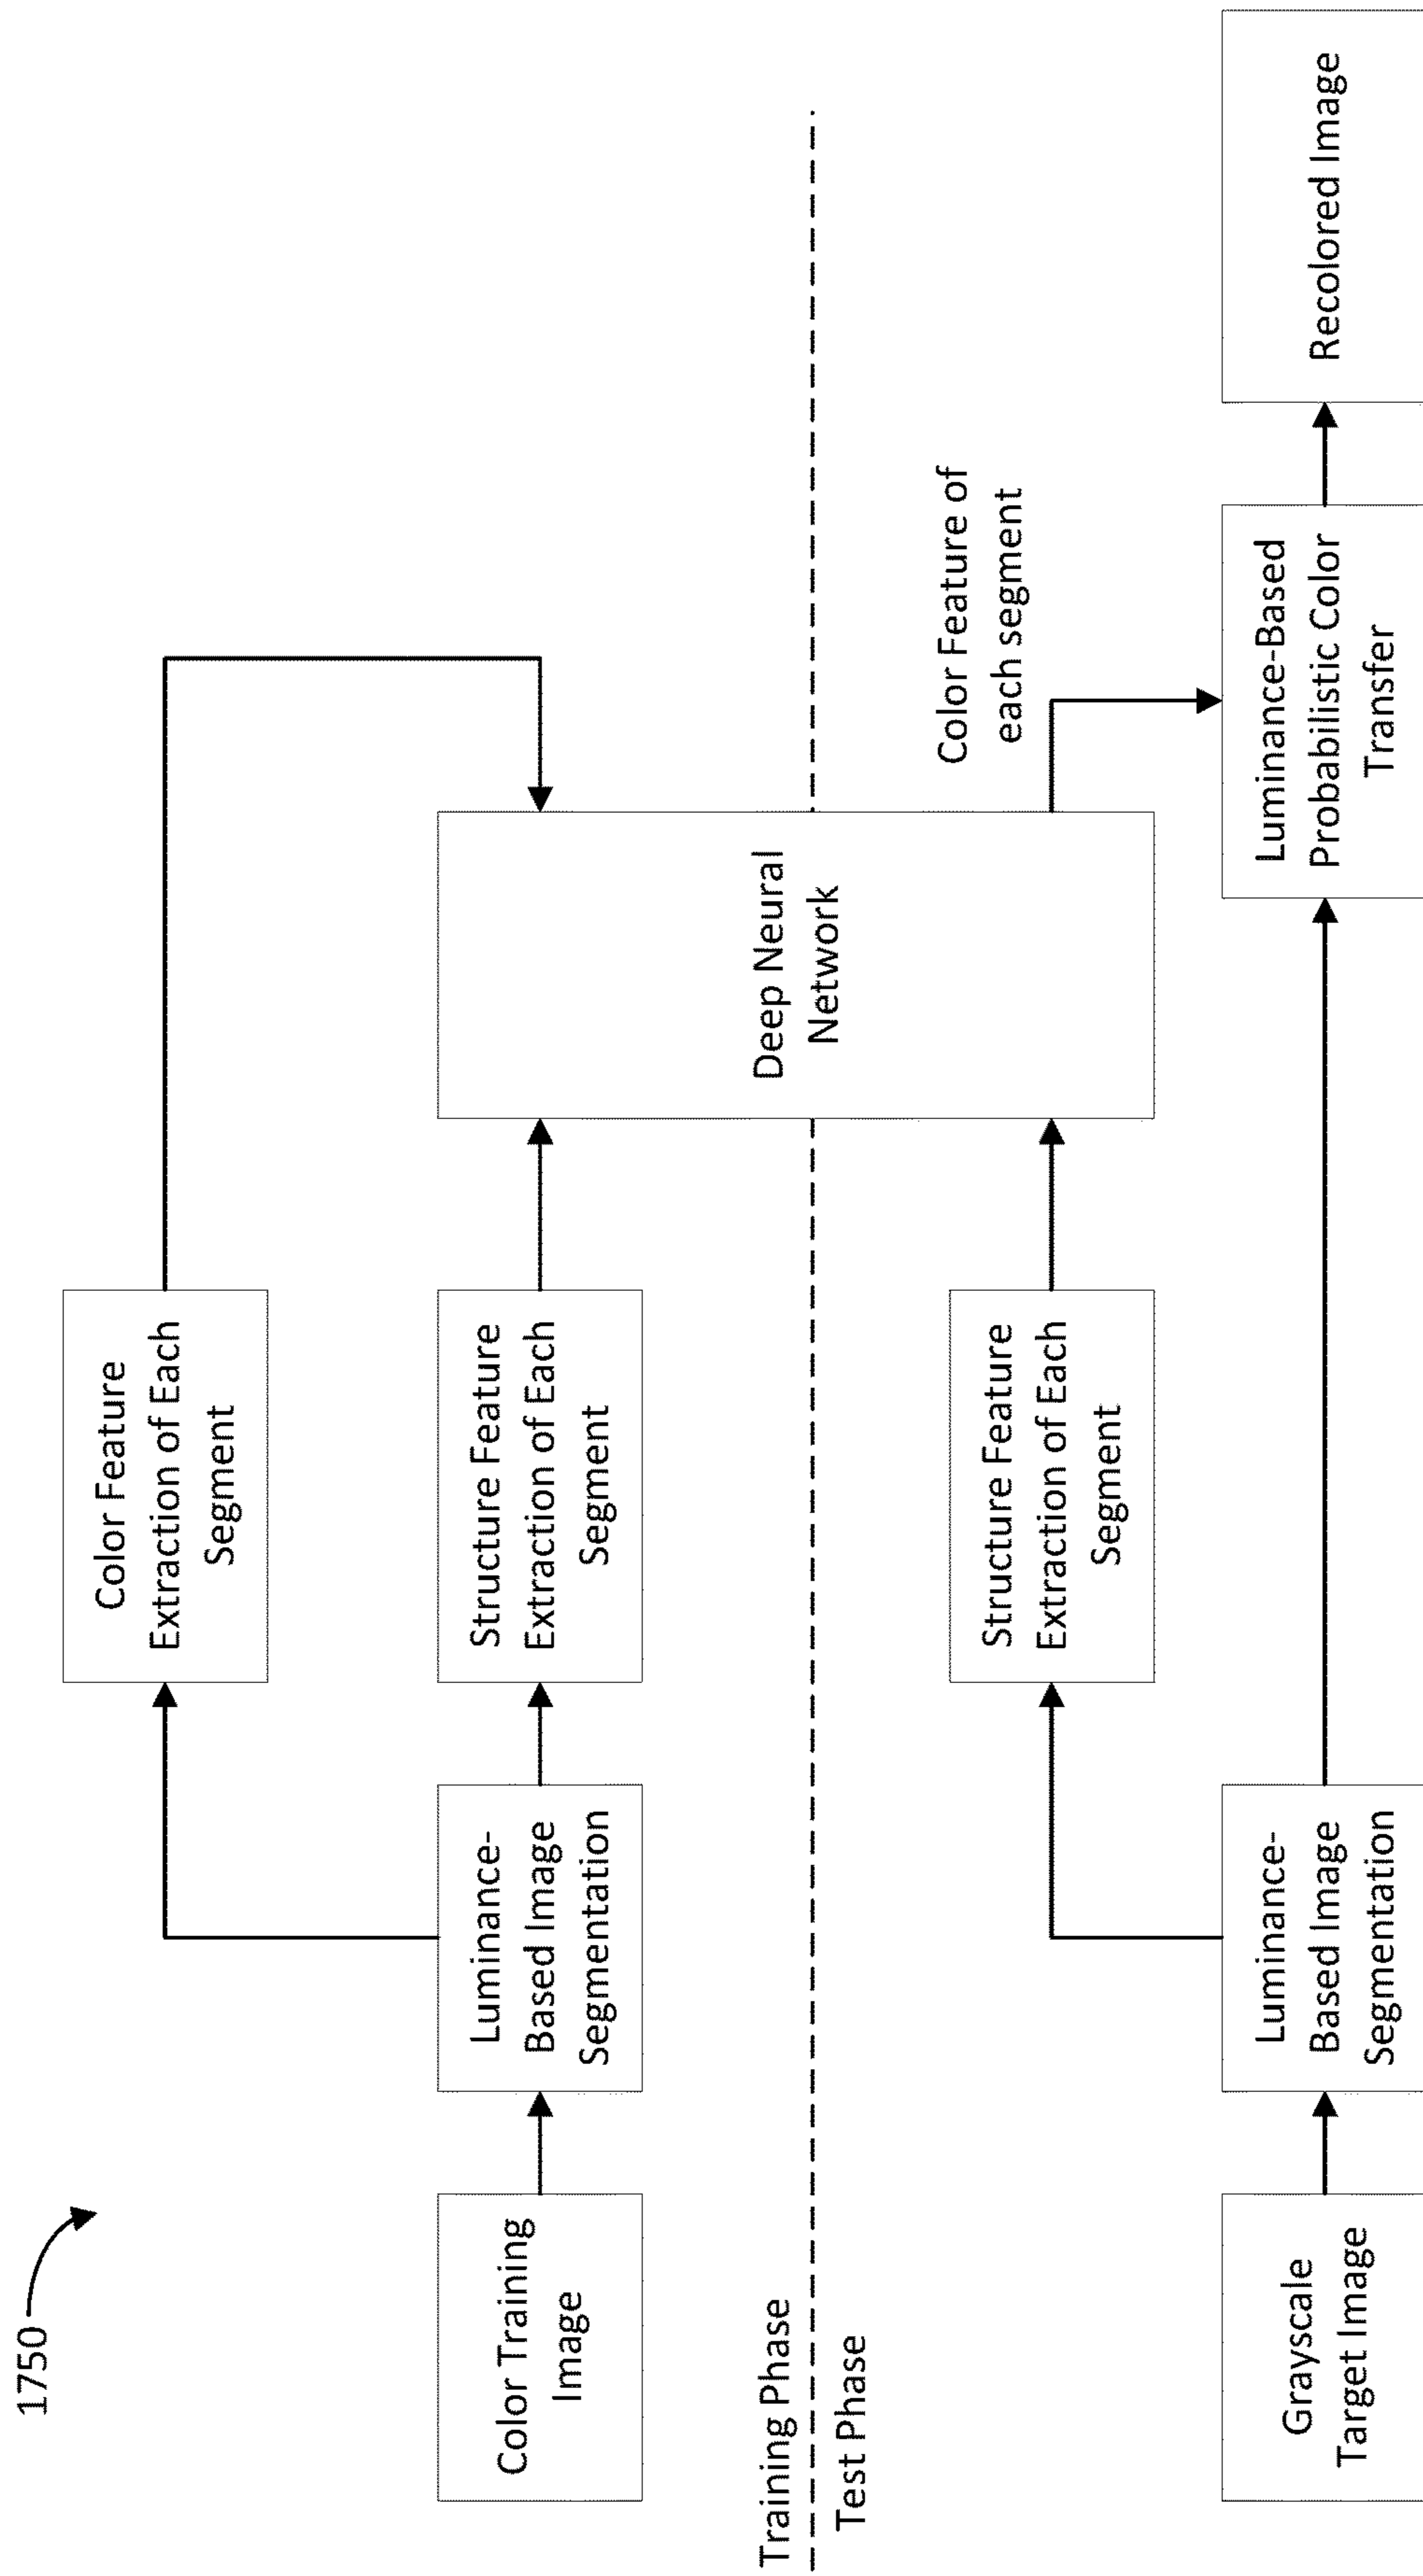 1750
Color Feature
Extraction of Each
Segment
Color Training
Image
Luminance-
Based Image
Segmentation
Structure Feature
Extraction of Each
Segment
Deep Neural
Network
Training Phase
Test Phase
Structure Feature
Extraction of Each
Segment
Color Feature of
each segment
Grayscale
Target Image
Luminance-
Based Image
Segmentation
Luminance-Based
Probabilistic Color
Transfer
Recolored Image